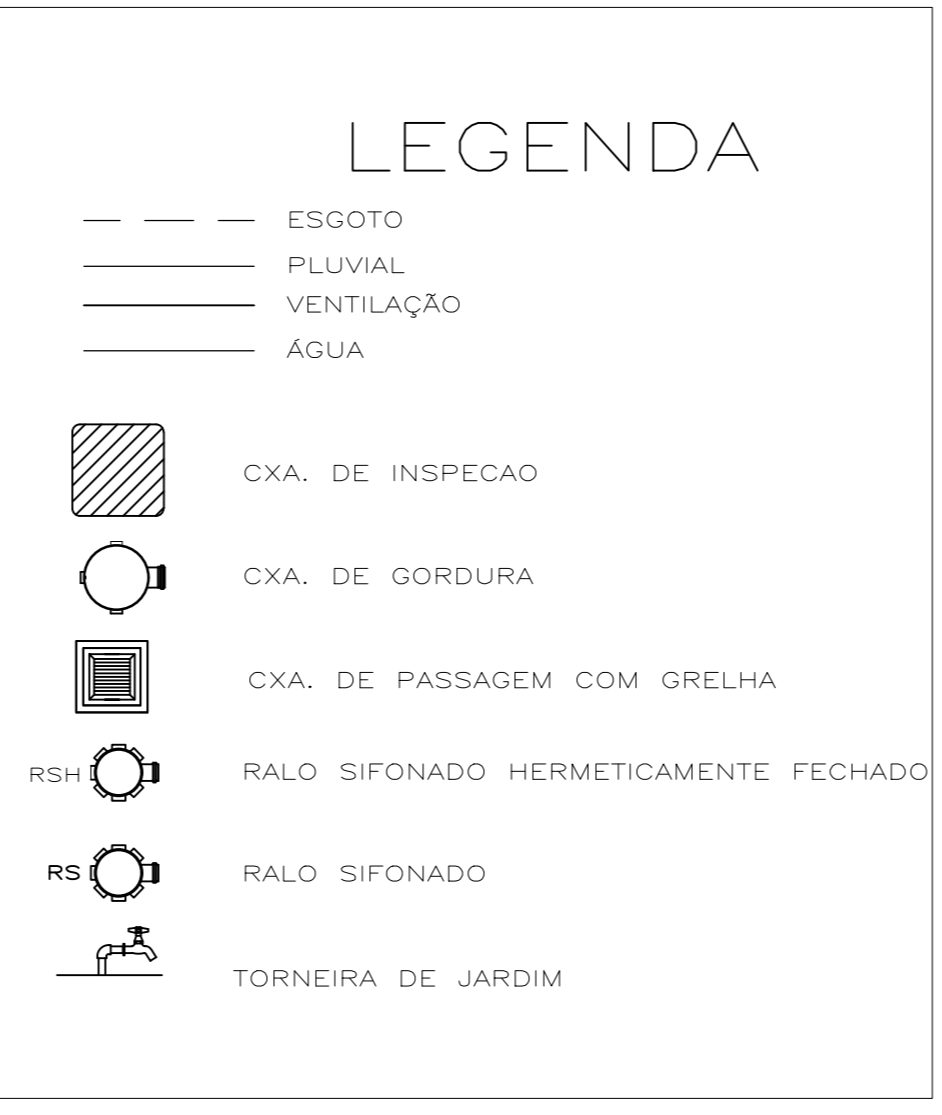 LEGENDA
ESGOTO
PLUVIAL
VENTILAÇÃO
ÁGUA
CXA. DE INSPECAO
CXA. DE GORDURA
CXA. DE PASSAGEM COM GRELHA
RSH RALO SIFONADO HERMETICAMENTE FECHADO
RS RALO SIFONADO
TORNEIRA DE JARDIM